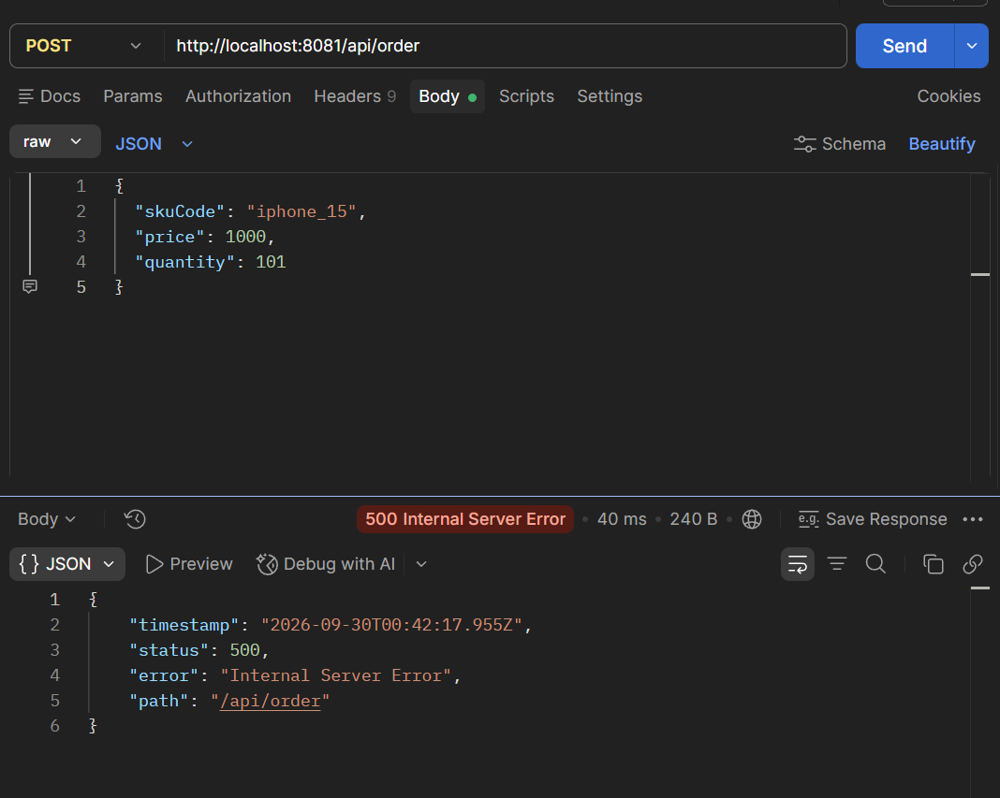 POST http://localhost:8081/api/order Send
Docs Params Authorization Headers 9 Body Scripts Settings Cookies
raw JSON Schema Beautify
1 {
2 "skuCode": "iphone_15",
3 "price": 1000,
4 "quantity": 101
5 }
Body 500 Internal Server Error 40 ms 240 B e.g. Save Response
{} JSON Preview Debug with AI
1 {
2 "timestamp": "2026-09-30T00:42:17.955Z",
3 "status": 500,
4 "error": "Internal Server Error",
5 "path": "/api/order"
6 }